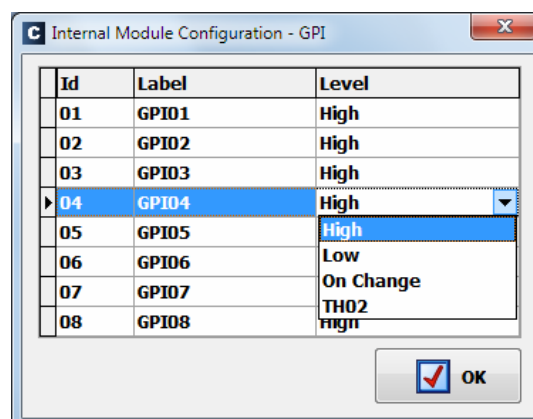 C Internal Module Configuration - GPI
Id Label Level
01 GPI01 High
02 GPI02 High
03 GPI03 High
04 GPI04 High
05 GPI05 High
06 GPI06 Low
07 GPI07 On Change
TH02
08 GPI08 High
OK